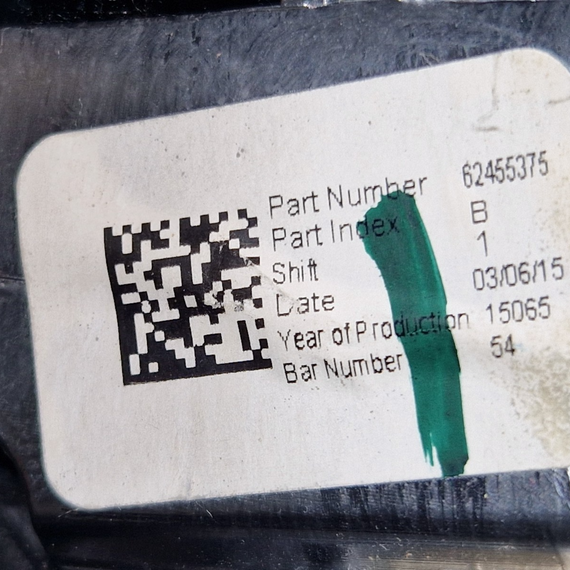 Part Number 62455375
Part Index B
Shift 1
Date 03/06/15
Year of Production 15065
Bar Number 54